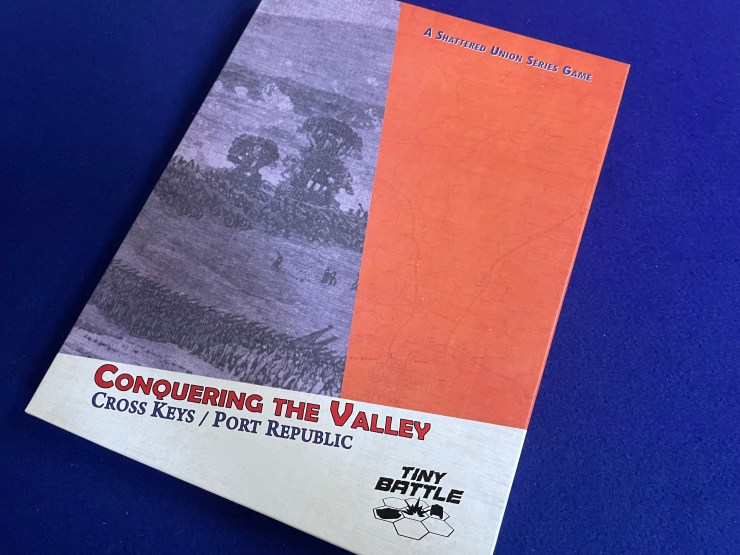 A Shattered Union Series Game
Conquering the Valley
Cross Keys / Port Republic
Tiny
Battle